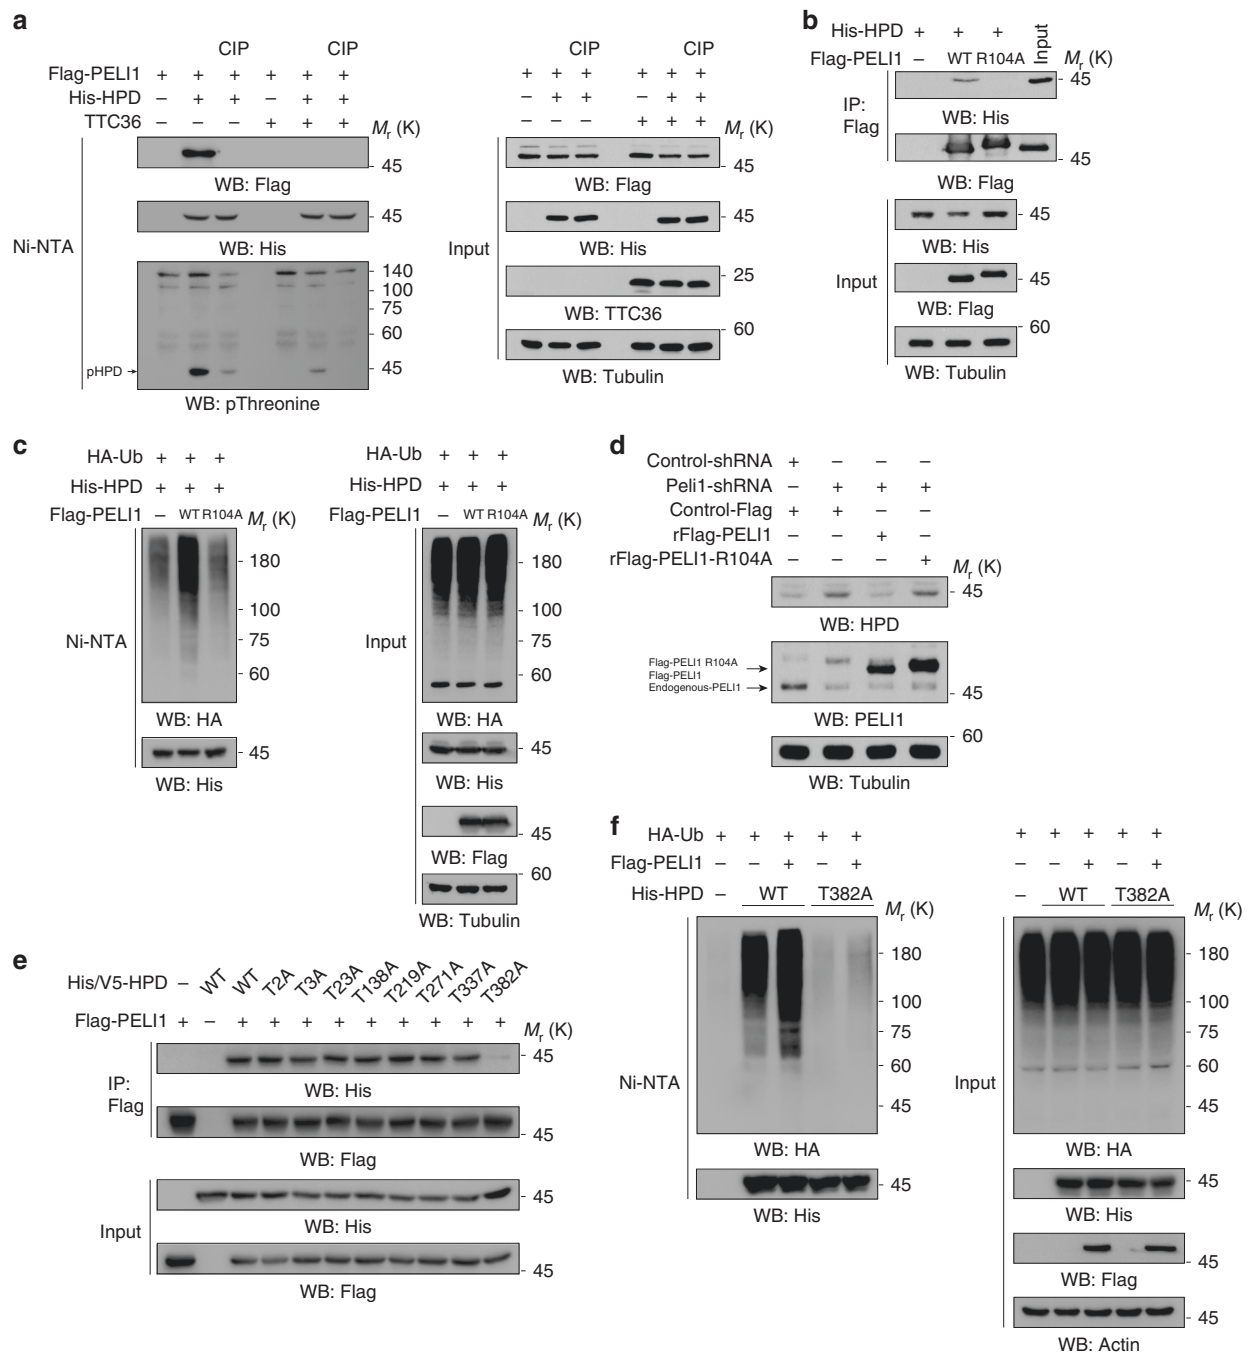 a
CIP CIP
Flag-PELI1 + + + + + +
His-HPD – + + – + +
TTC36 – – – + + +
Mr (K)
45
WB: Flag
45
WB: His
Ni-NTA
140
100
75
60
45
pHPD
WB: pThreonine
CIP CIP
+ + + + + +
– + + – + +
– – – + + +
Mr (K)
45
WB: Flag
45
WB: His
Input
25
WB: TTC36
60
WB: Tubulin
b
His-HPD + + +
Flag-PELI1 – WT R104A Input Mr (K)
45
IP:
Flag
WB: His
45
WB: Flag
45
WB: His
Input
45
WB: Flag
60
WB: Tubulin
c
HA-Ub + + +
His-HPD + + +
Flag-PELI1 – WT R104A Mr (K)
180
100
75
60
Ni-NTA
WB: HA
45
WB: His
HA-Ub + + +
His-HPD + + +
Flag-PELI1 – WT R104A Mr (K)
180
100
75
60
Input
WB: HA
45
WB: His
45
WB: Flag
60
WB: Tubulin
d
Control-shRNA + – – –
Peli1-shRNA – + + +
Control-Flag + + – –
rFlag-PELI1 – – + –
rFlag-PELI1-R104A – – – +
Mr (K)
45
WB: HPD
Flag-PELI1 R104A
Flag-PELI1
Endogenous-PELI1
45
WB: PELI1
60
WB: Tubulin
e
His/V5-HPD – WT WT T2A T3A T23A T138A T219A T271A T337A T382A
Flag-PELI1 + – + + + + + + + + +
Mr (K)
45
IP:
Flag
WB: His
45
WB: Flag
45
WB: His
Input
45
WB: Flag
f
HA-Ub + + + + +
Flag-PELI1 – – + – +
His-HPD – WT T382A
Mr (K)
180
100
75
60
45
Ni-NTA
WB: HA
45
WB: His
+ + + + +
– – + – +
– WT T382A
Mr (K)
180
100
75
60
45
Input
WB: HA
45
WB: His
45
WB: Flag
45
WB: Actin